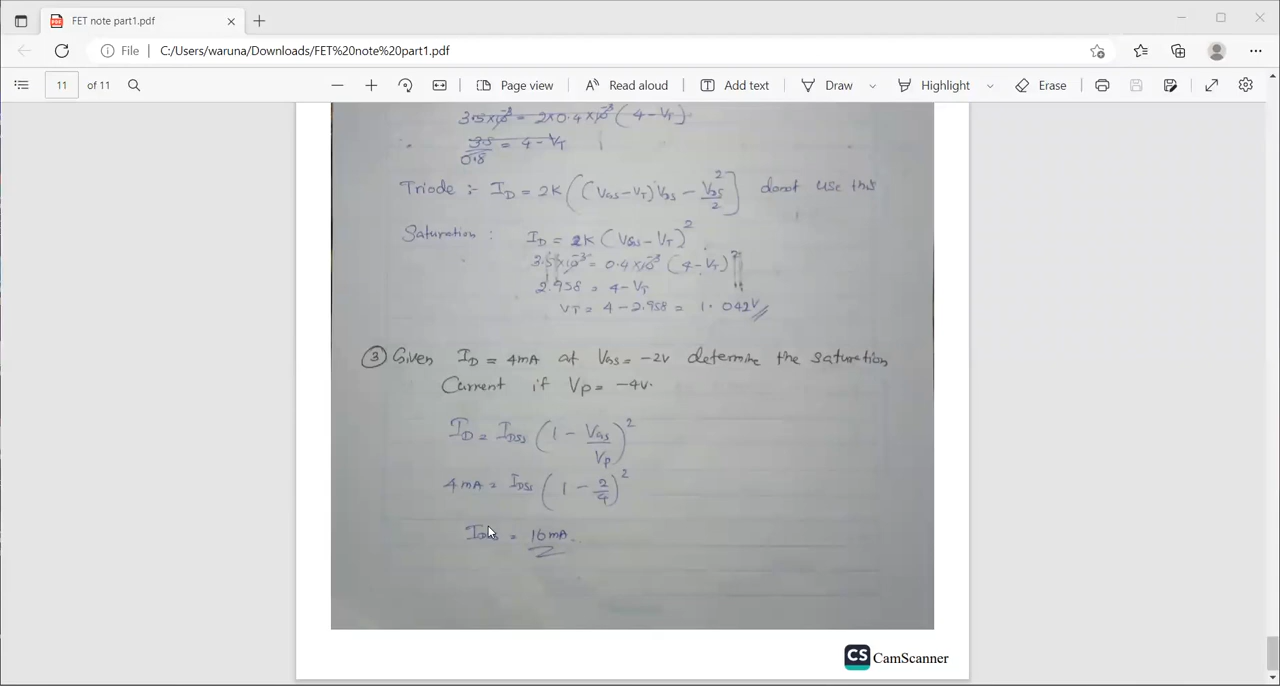 FET note part1.pdf
File C:/Users/waruna/Downloads/FET%20note%20part1.pdf
11 of 11 Page view Read aloud Add text Draw Highlight Erase
3.5×10⁻³ = 2×0.4×10⁻³ (4 - VT)
3.5/0.8 = 4 - VT
Triode :- ID = 2K ((VGS - VT) VDS - VDS²/2] donot use this
Saturation : ID = 2K (VGS - VT)²
3.5×10⁻³ = 0.4×10⁻³ (4 - VT)²
2.958 = 4 - VT
VT = 4 - 2.958 = 1.042V
③ Given ID = 4mA at VGS = -2V determine the saturation
Current if VP = -4V.
ID = IDSS (1 - VGS/VP)²
4mA = IDSS (1 - 2/4)²
IDSS = 16mA.
CS CamScanner